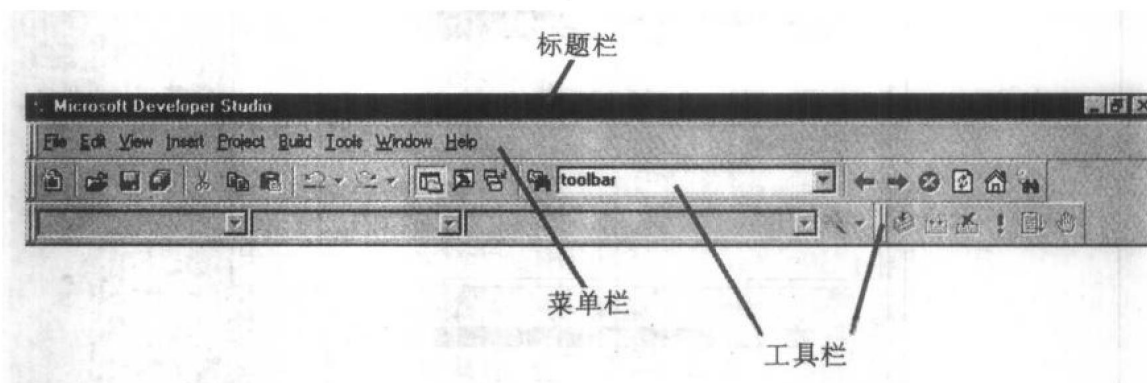 标题栏
Microsoft Developer Studio
File Edit View Insert Project Build Tools Window Help
toolbar
菜单栏
工具栏